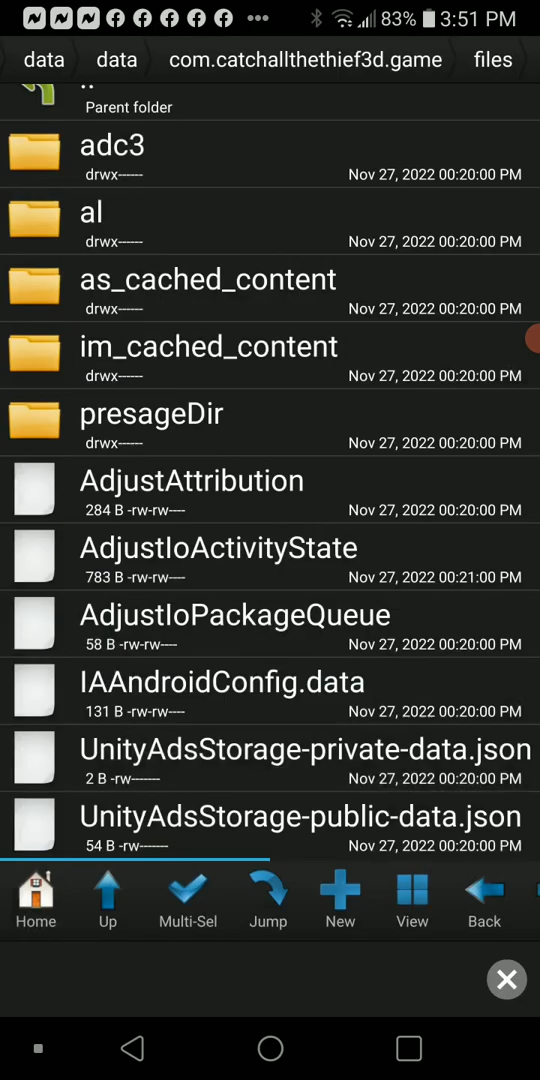 83% 3:51 PM
data data com.catchallthethief3d.game files
..
Parent folder
adc3
drwx------ Nov 27, 2022 00:20:00 PM
al
drwx------ Nov 27, 2022 00:20:00 PM
as_cached_content
drwx------ Nov 27, 2022 00:20:00 PM
im_cached_content
drwx------ Nov 27, 2022 00:20:00 PM
presageDir
drwx------ Nov 27, 2022 00:20:00 PM
AdjustAttribution
284 B -rw-rw---- Nov 27, 2022 00:20:00 PM
AdjustIoActivityState
783 B -rw-rw---- Nov 27, 2022 00:21:00 PM
AdjustIoPackageQueue
58 B -rw-rw---- Nov 27, 2022 00:20:00 PM
IAAndroidConfig.data
131 B -rw-rw---- Nov 27, 2022 00:20:00 PM
UnityAdsStorage-private-data.json
2 B -rw------- Nov 27, 2022 00:20:00 PM
UnityAdsStorage-public-data.json
54 B -rw------- Nov 27, 2022 00:20:00 PM
Home Up Multi-Sel Jump New View Back